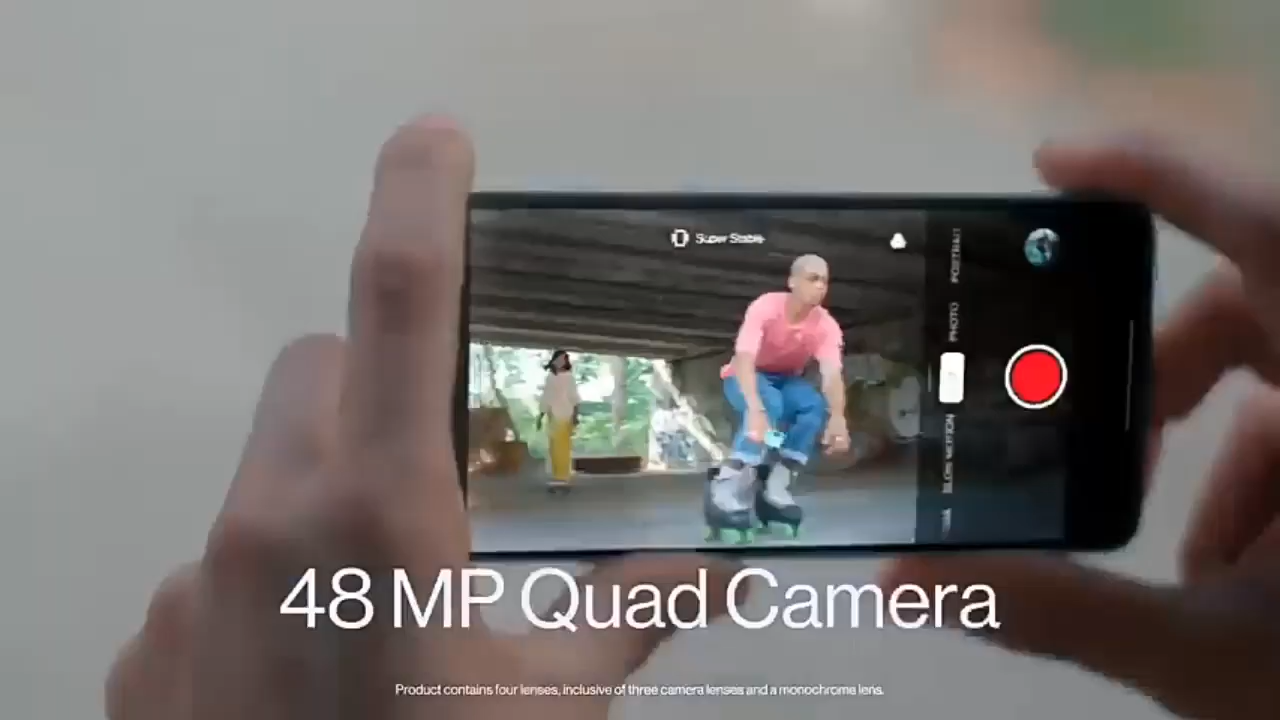 Super Stable
PORTRAIT
PHOTO
SLOW MOTION
48 MP Quad Camera
Product contains four lenses, inclusive of three camera lenses and a monochrome lens.